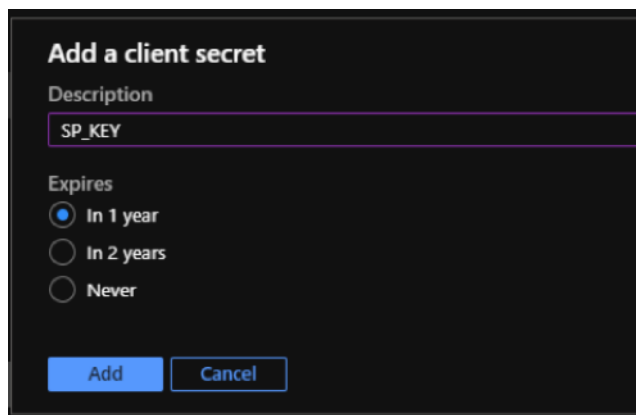 Add a client secret
Description
SP_KEY
Expires
In 1 year
In 2 years
Never
Add Cancel